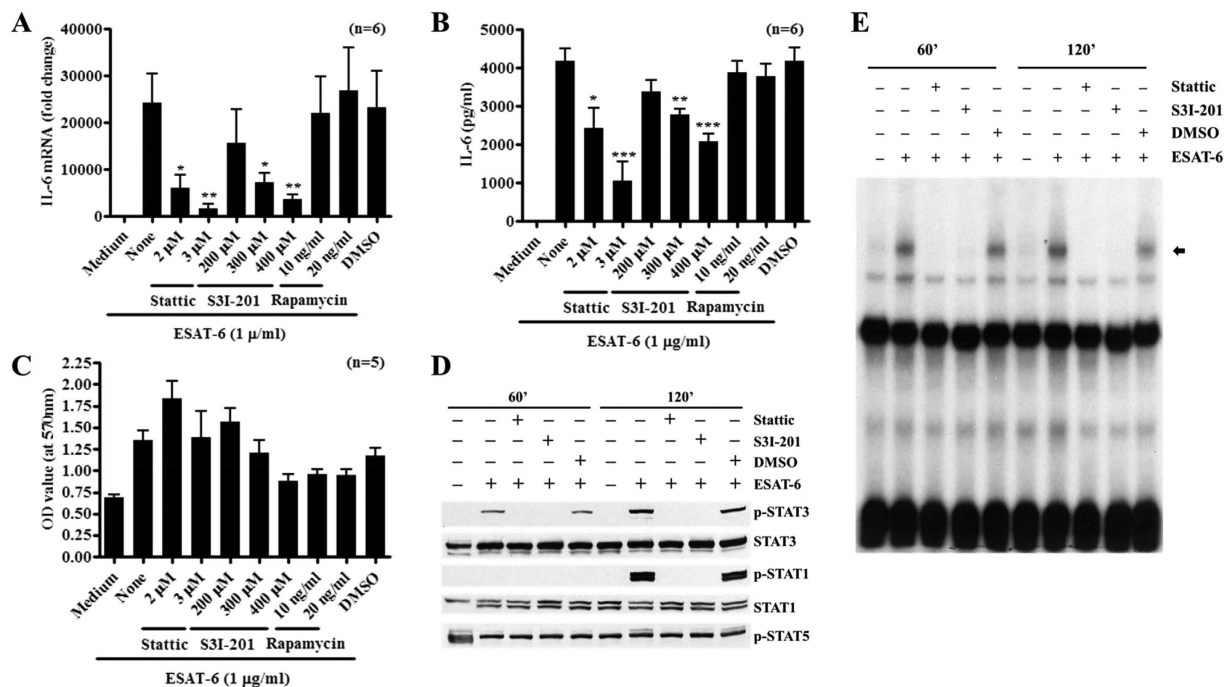 A
(n=6)
IL-6 mRNA (fold change)
40000
30000
20000
10000
0
* ** * **
Medium None 2 µM 3 µM 200 µM 300 µM 400 µM 10 ng/ml 20 ng/ml DMSO
Stattic S3I-201 Rapamycin
ESAT-6 (1 µ/ml)
B
(n=6)
IL-6 (pg/ml)
5000
4000
3000
2000
1000
0
* *** ** ***
Medium None 2 µM 3 µM 200 µM 300 µM 400 µM 10 ng/ml 20 ng/ml DMSO
Stattic S3I-201 Rapamycin
ESAT-6 (1 µg/ml)
C
(n=5)
OD value (at 570nm)
2.25
2.00
1.75
1.50
1.25
1.00
0.75
0.50
0.25
0.00
Medium None 2 µM 3 µM 200 µM 300 µM 400 µM 10 ng/ml 20 ng/ml DMSO
Stattic S3I-201 Rapamycin
ESAT-6 (1 µg/ml)
D
60' 120'
– – + – – – – + – – Stattic
– – – + – – – – + – S3I-201
– – – – + – – – – + DMSO
– + + + + – + + + + ESAT-6
p-STAT3
STAT3
p-STAT1
STAT1
p-STAT5
E
60' 120'
– – + – – – – + – – Stattic
– – – + – – – – + – S3I-201
– – – – + – – – – + DMSO
– + + + + – + + + + ESAT-6